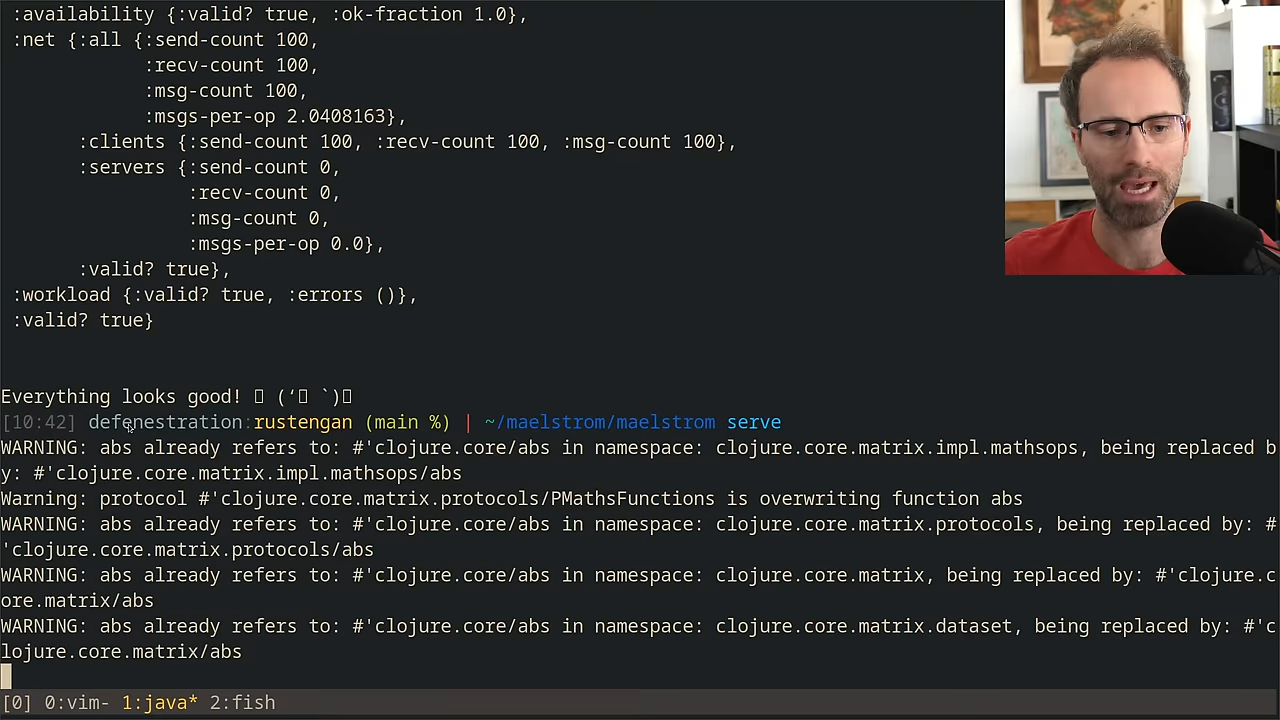 :availability {:valid? true, :ok-fraction 1.0},
:net {:all {:send-count 100,
:recv-count 100,
:msg-count 100,
:msgs-per-op 2.0408163},
:clients {:send-count 100, :recv-count 100, :msg-count 100},
:servers {:send-count 0,
:recv-count 0,
:msg-count 0,
:msgs-per-op 0.0},
:valid? true},
:workload {:valid? true, :errors ()},
:valid? true}
Everything looks good! ▯ (‘▯ `)▯
[10:42] defenestration:rustengan (main %) | ~/maelstrom/maelstrom serve
WARNING: abs already refers to: #'clojure.core/abs in namespace: clojure.core.matrix.impl.mathsops, being replaced b
y: #'clojure.core.matrix.impl.mathsops/abs
Warning: protocol #'clojure.core.matrix.protocols/PMathsFunctions is overwriting function abs
WARNING: abs already refers to: #'clojure.core/abs in namespace: clojure.core.matrix.protocols, being replaced by: #
'clojure.core.matrix.protocols/abs
WARNING: abs already refers to: #'clojure.core/abs in namespace: clojure.core.matrix, being replaced by: #'clojure.c
ore.matrix/abs
WARNING: abs already refers to: #'clojure.core/abs in namespace: clojure.core.matrix.dataset, being replaced by: #'c
lojure.core.matrix/abs
[0] 0:vim- 1:java* 2:fish